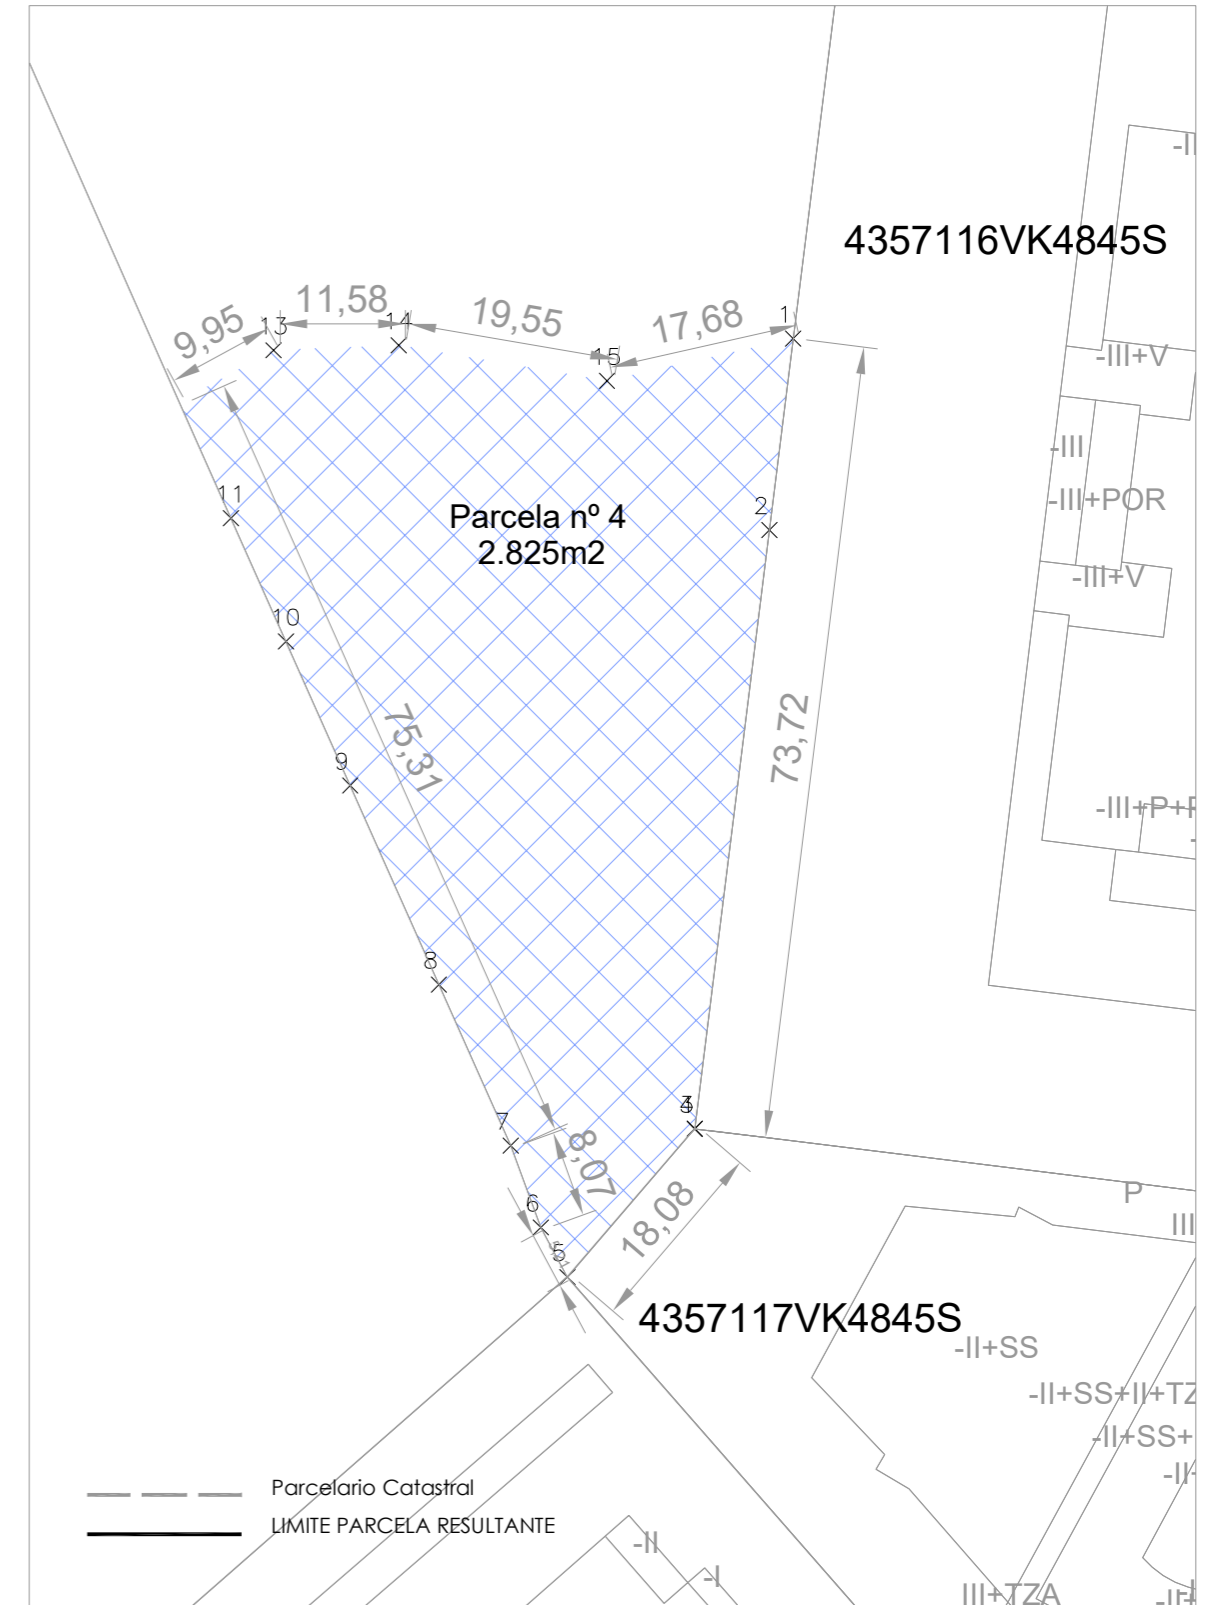 -II
4357116VK4845S
9,95
13
11,58
14
19,55
15
17,68
1
-III+V
-III
11
Parcela nº 4
2.825m2
2
-III+POR
-III+V
10
75,31
73,72
9
-III+P+P
8
7
8,07
4
18,08
P
III
6
5
4357117VK4845S
-II+SS
-II+SS+II+TZ
-II+SS+
-II-
Parcelario Catastral
LIMITE PARCELA RESULTANTE
-II
-I
III+TZA